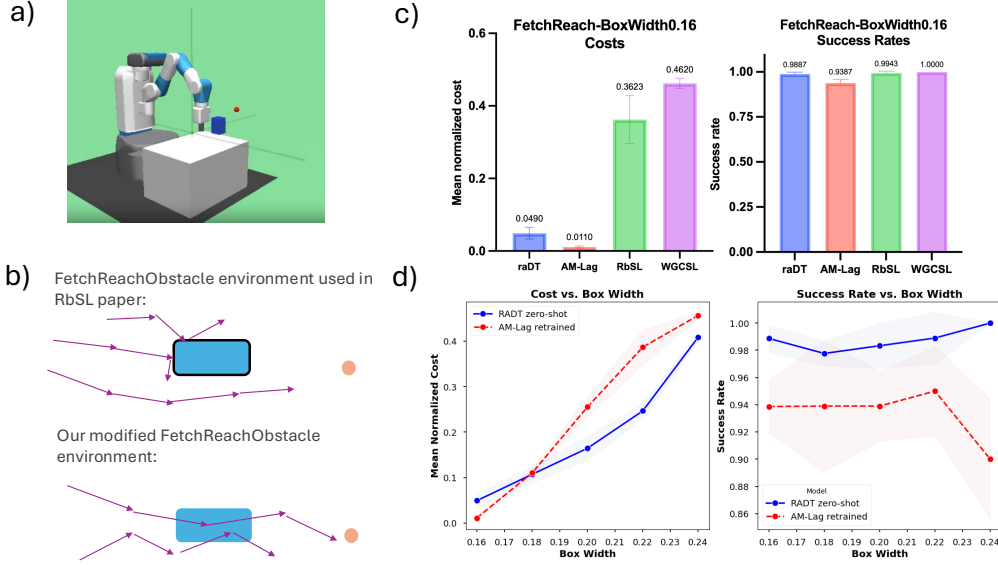 a)
b)
FetchReachObstacle environment used in
RbSL paper:
Our modified FetchReachObstacle
environment:
c)
FetchReach-BoxWidth0.16
Costs
Mean normalized cost
0.6
0.4
0.2
0.0
0.0490
0.0110
0.3623
0.4620
raDT
AM-Lag
RbSL
WGCSL
FetchReach-BoxWidth0.16
Success Rates
Success rate
1.00
0.75
0.50
0.25
0.00
0.9887
0.9387
0.9943
1.0000
raDT
AM-Lag
RbSL
WGCSL
d)
Cost vs. Box Width
RADT zero-shot
AM-Lag retrained
Mean Normalized Cost
0.4
0.3
0.2
0.1
0.0
0.16 0.17 0.18 0.19 0.20 0.21 0.22 0.23 0.24
Box Width
Success Rate vs. Box Width
Success Rate
1.00
0.98
0.96
0.94
0.92
0.90
0.88
0.86
Model
RADT zero-shot
AM-Lag retrained
0.16 0.17 0.18 0.19 0.20 0.21 0.22 0.23 0.24
Box Width